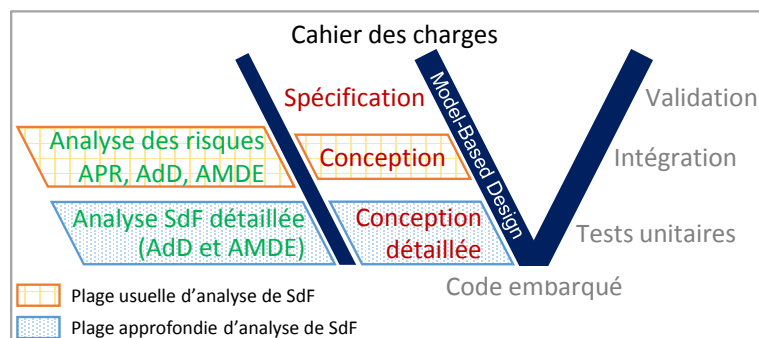 Cahier des charges
Spécification
Model-Based Design
Validation
Analyse des risques
APR, AdD, AMDE
Conception
Intégration
Analyse SdF détaillée
(AdD et AMDE)
Conception
détaillée
Tests unitaires
Code embarqué
Plage usuelle d'analyse de SdF
Plage approfondie d'analyse de SdF